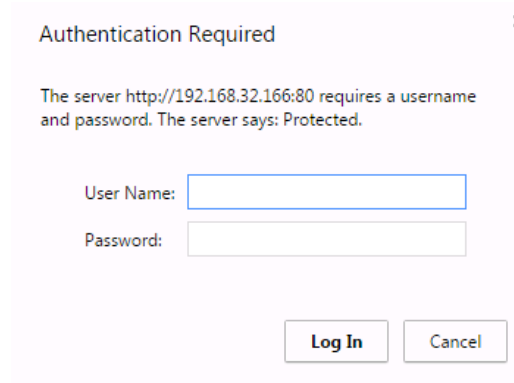 Authentication Required
The server http://192.168.32.166:80 requires a username
and password. The server says: Protected.
User Name:
Password:
Log In Cancel